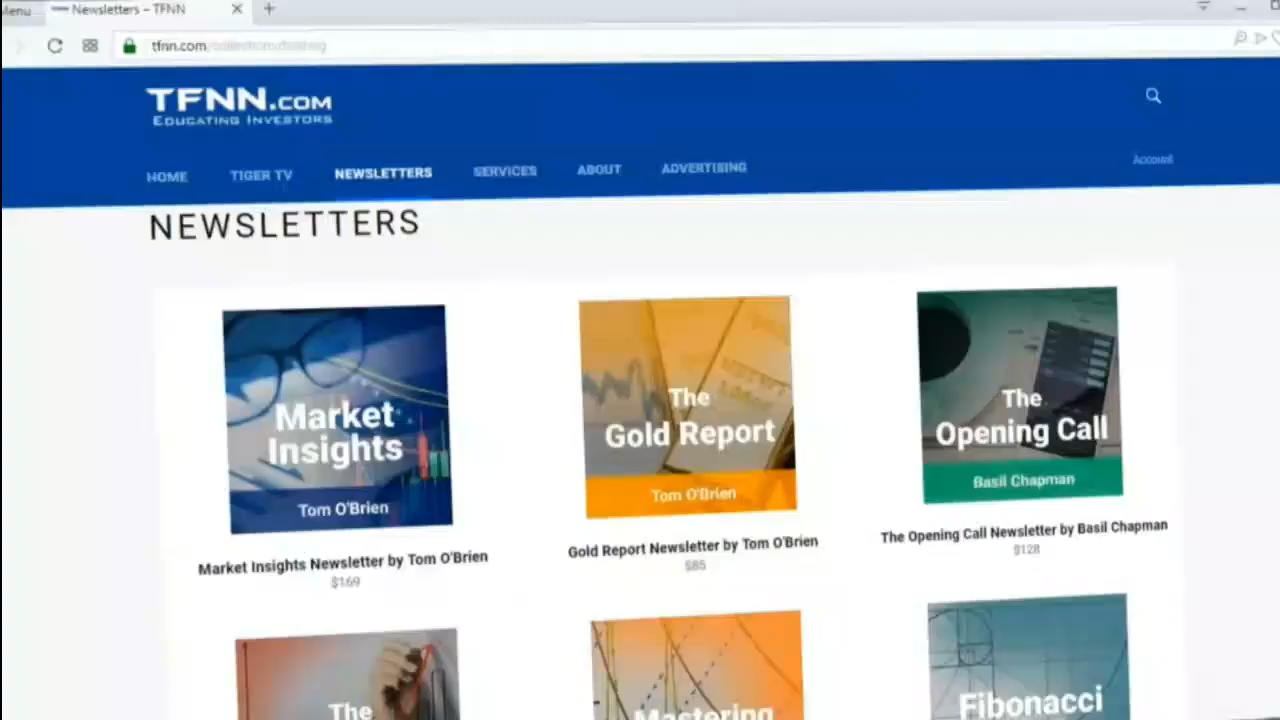 Menu
Newsletters – TFNN
tfnn.com
TFNN.COM
EDUCATING INVESTORS
HOME
TIGER TV
NEWSLETTERS
SERVICES
ABOUT
ADVERTISING
Account
NEWSLETTERS
Market
Insights
Tom O'Brien
Market Insights Newsletter by Tom O'Brien
$169
The
Gold Report
Tom O'Brien
Gold Report Newsletter by Tom O'Brien
$85
The
Opening Call
Basil Chapman
The Opening Call Newsletter by Basil Chapman
$128
The
Mastering
Fibonacci